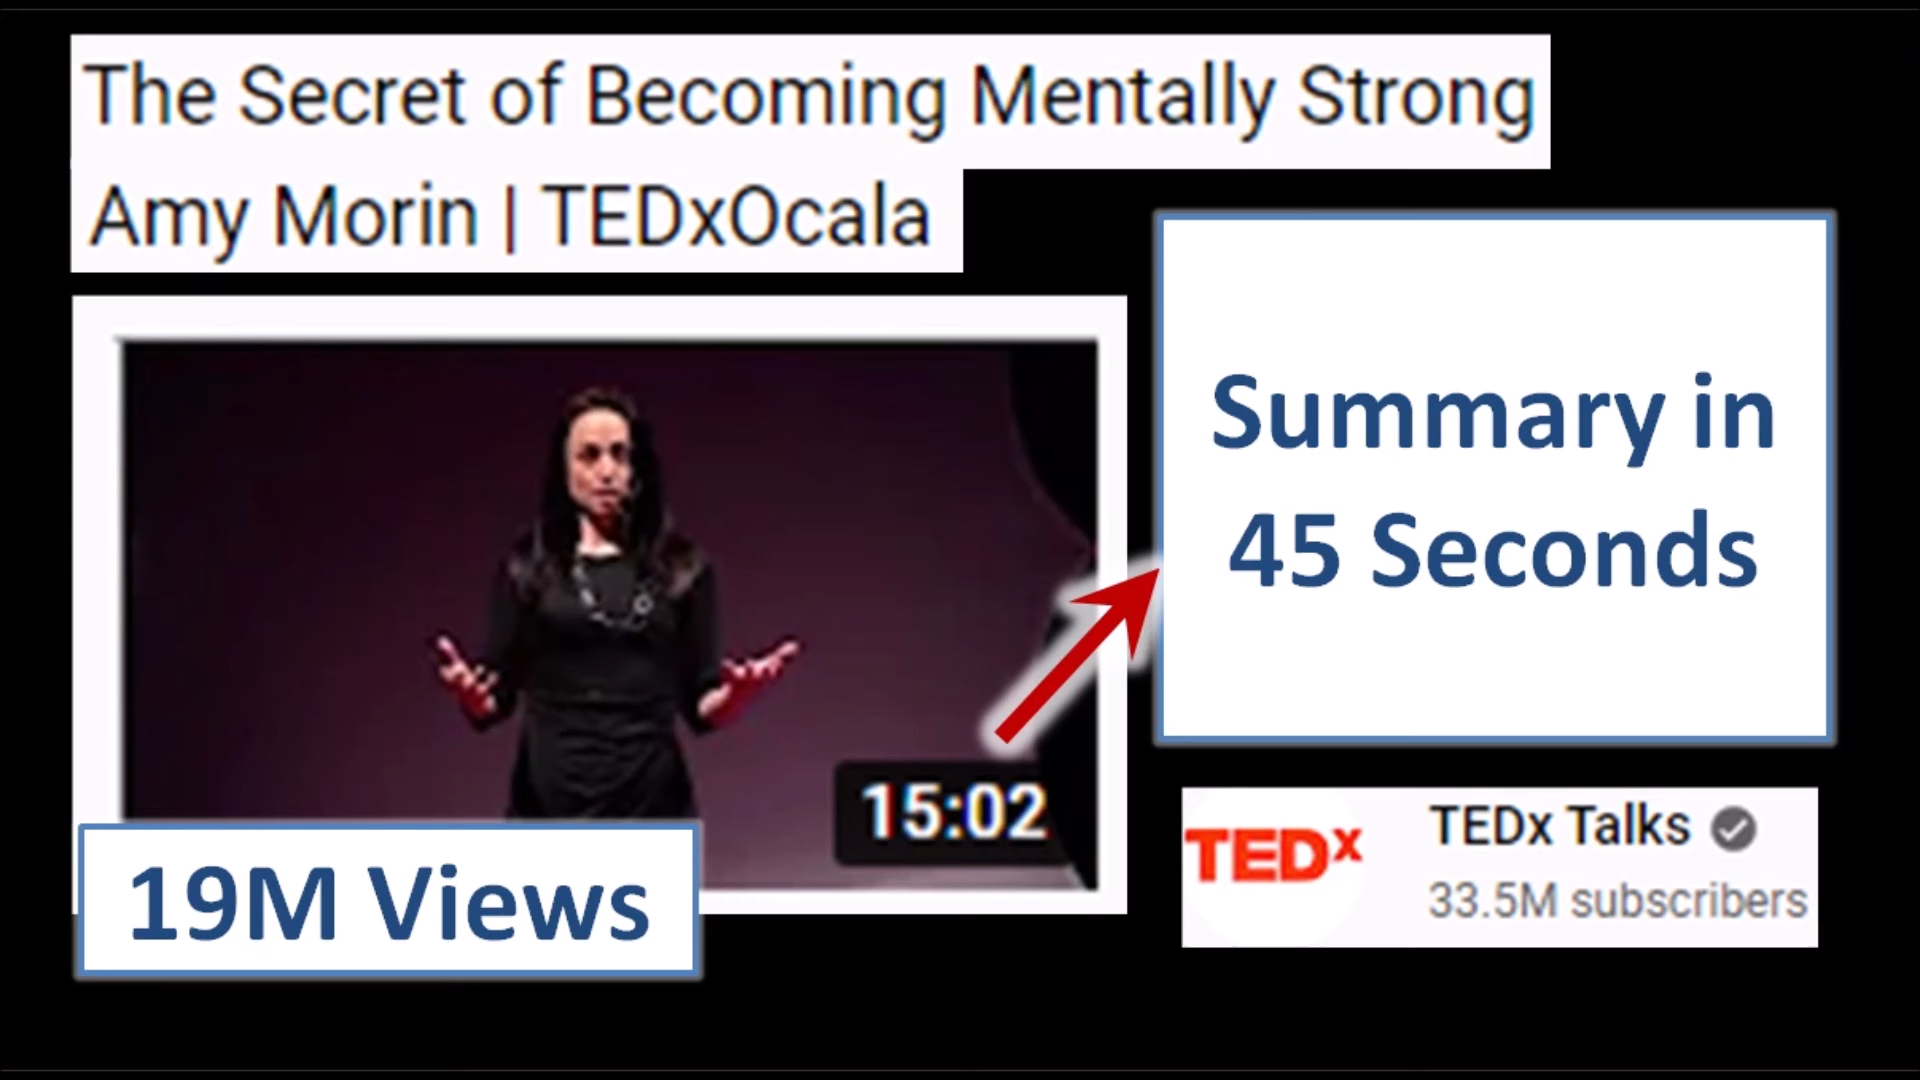 The Secret of Becoming Mentally Strong
Amy Morin | TEDxOcala
Summary in
45 Seconds
15:02
19M Views
TEDx
TEDx Talks
33.5M subscribers